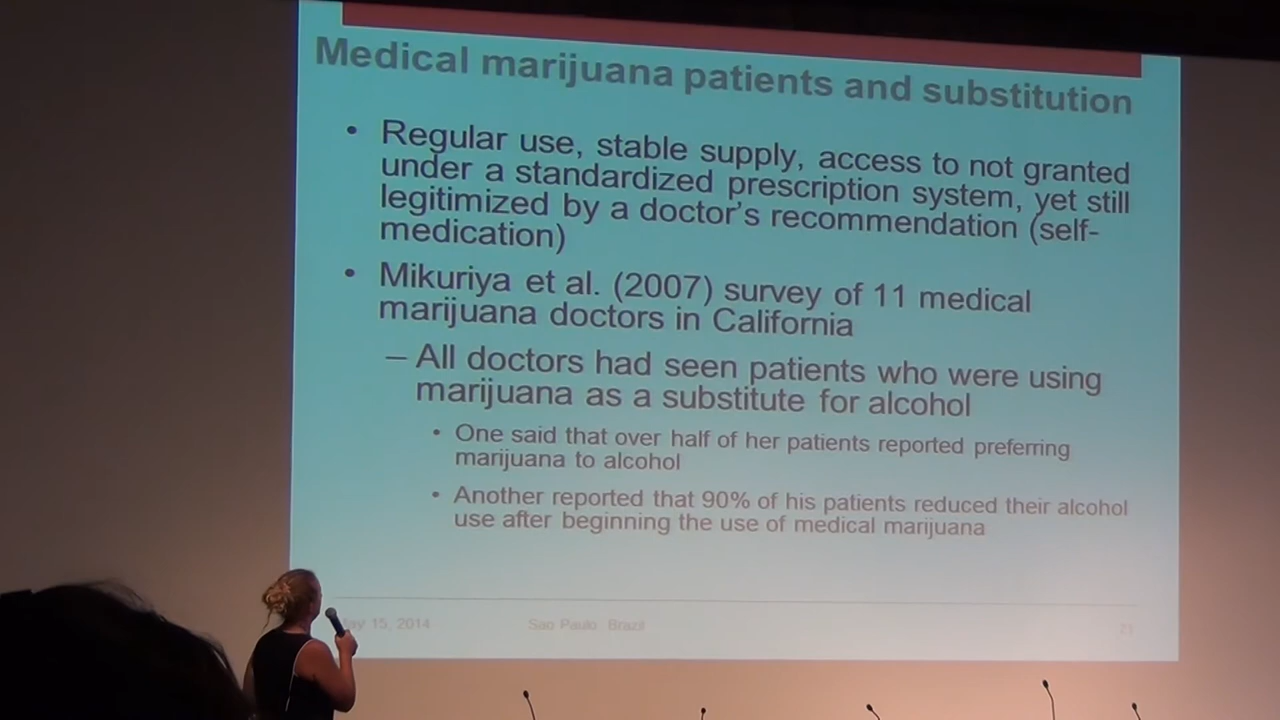 Medical marijuana patients and substitution
• Regular use, stable supply, access to not granted
under a standardized prescription system, yet still
legitimized by a doctor's recommendation (self-
medication)
• Mikuriya et al. (2007) survey of 11 medical
marijuana doctors in California
– All doctors had seen patients who were using
marijuana as a substitute for alcohol
• One said that over half of her patients reported preferring
marijuana to alcohol
• Another reported that 90% of his patients reduced their alcohol
use after beginning the use of medical marijuana
15, 2014 Sao Paulo Brazil